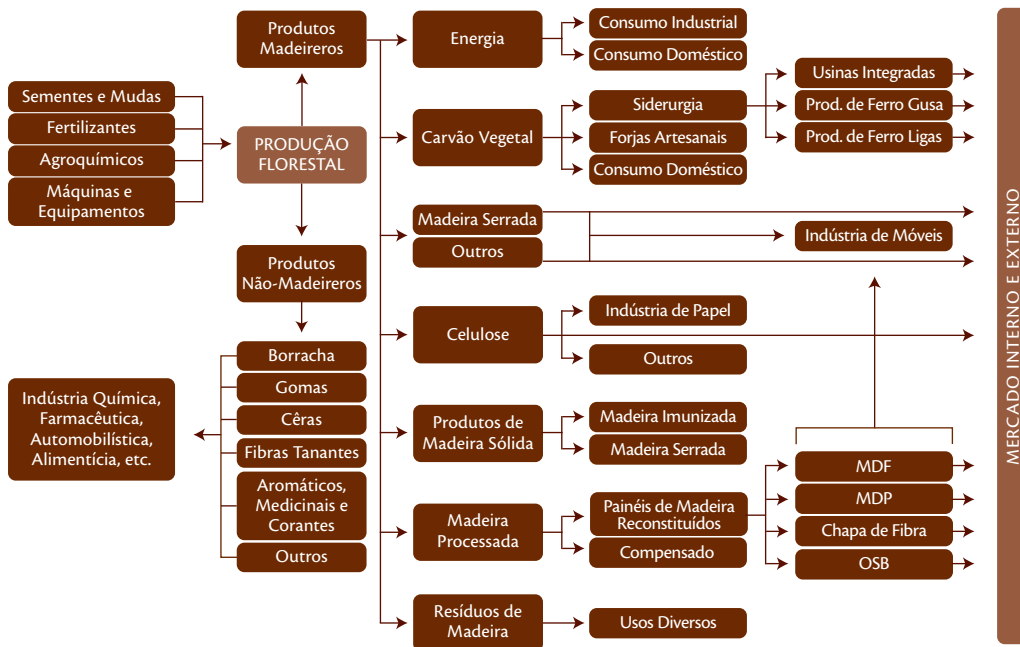 Sementes e Mudas
Fertilizantes
Agroquímicos
Máquinas e
Equipamentos
Produtos
Madeireros
PRODUÇÃO
FLORESTAL
Produtos
Não-Madeireros
Borracha
Gomas
Cêras
Fibras Tanantes
Aromáticos,
Medicinais e
Corantes
Outros
Indústria Química,
Farmacêutica,
Automobilística,
Alimentícia, etc.
Energia
Consumo Industrial
Consumo Doméstico
Carvão Vegetal
Siderurgia
Forjas Artesanais
Consumo Doméstico
Usinas Integradas
Prod. de Ferro Gusa
Prod. de Ferro Ligas
Madeira Serrada
Outros
Indústria de Móveis
Celulose
Indústria de Papel
Outros
Produtos de
Madeira Sólida
Madeira Imunizada
Madeira Serrada
Madeira
Processada
Painéis de Madeira
Reconstituídos
Compensado
MDF
MDP
Chapa de Fibra
OSB
Resíduos de
Madeira
Usos Diversos
MERCADO INTERNO E EXTERNO